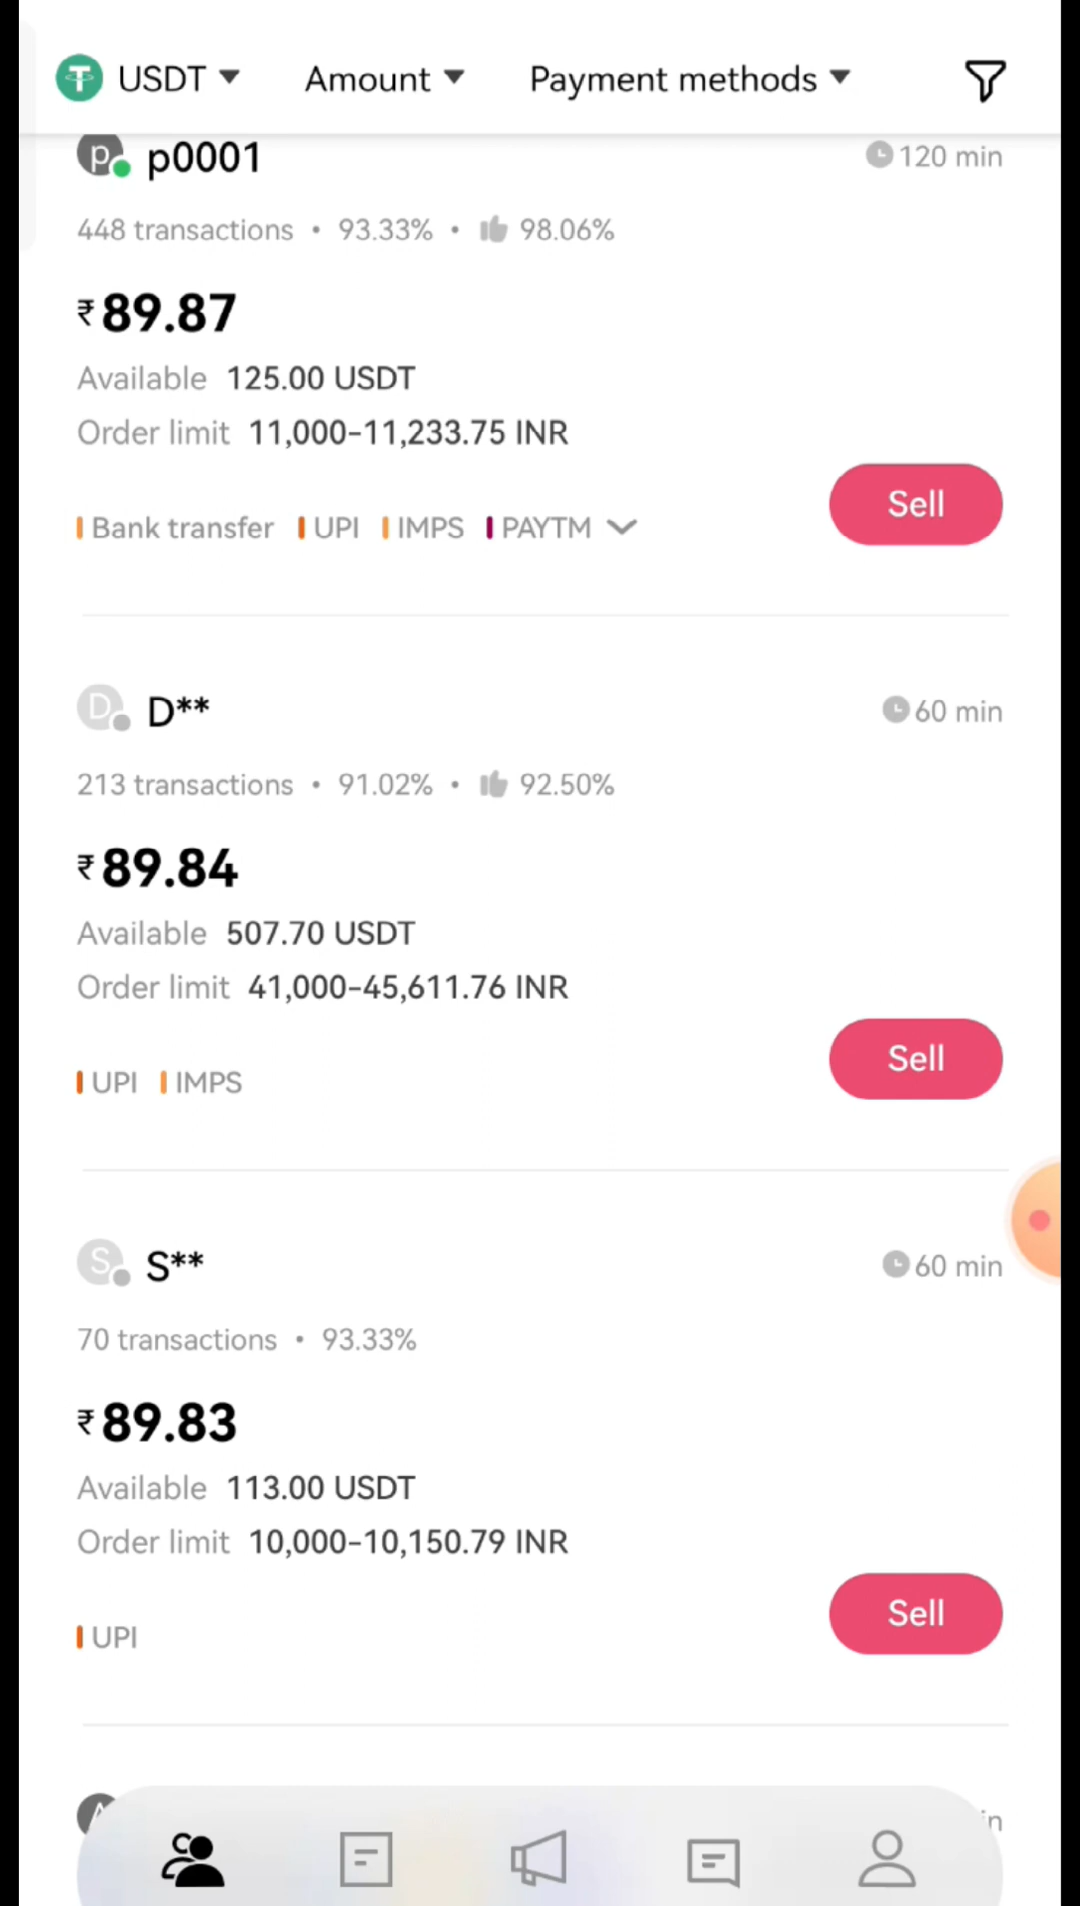 USDT Amount Payment methods
p p0001 120 min
448 transactions • 93.33% • 98.06%
₹89.87
Available 125.00 USDT
Order limit 11,000-11,233.75 INR
Sell
Bank transfer UPI IMPS PAYTM
D D** 60 min
213 transactions • 91.02% • 92.50%
₹89.84
Available 507.70 USDT
Order limit 41,000-45,611.76 INR
Sell
UPI IMPS
S S** 60 min
70 transactions • 93.33%
₹89.83
Available 113.00 USDT
Order limit 10,000-10,150.79 INR
Sell
UPI